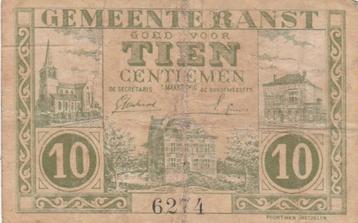 GEMEENTE RANST
GOED VOOR
TIEN
CENTIEMEN
DE SECRETARIS
DE BURGEMEESTER
10
10
6274